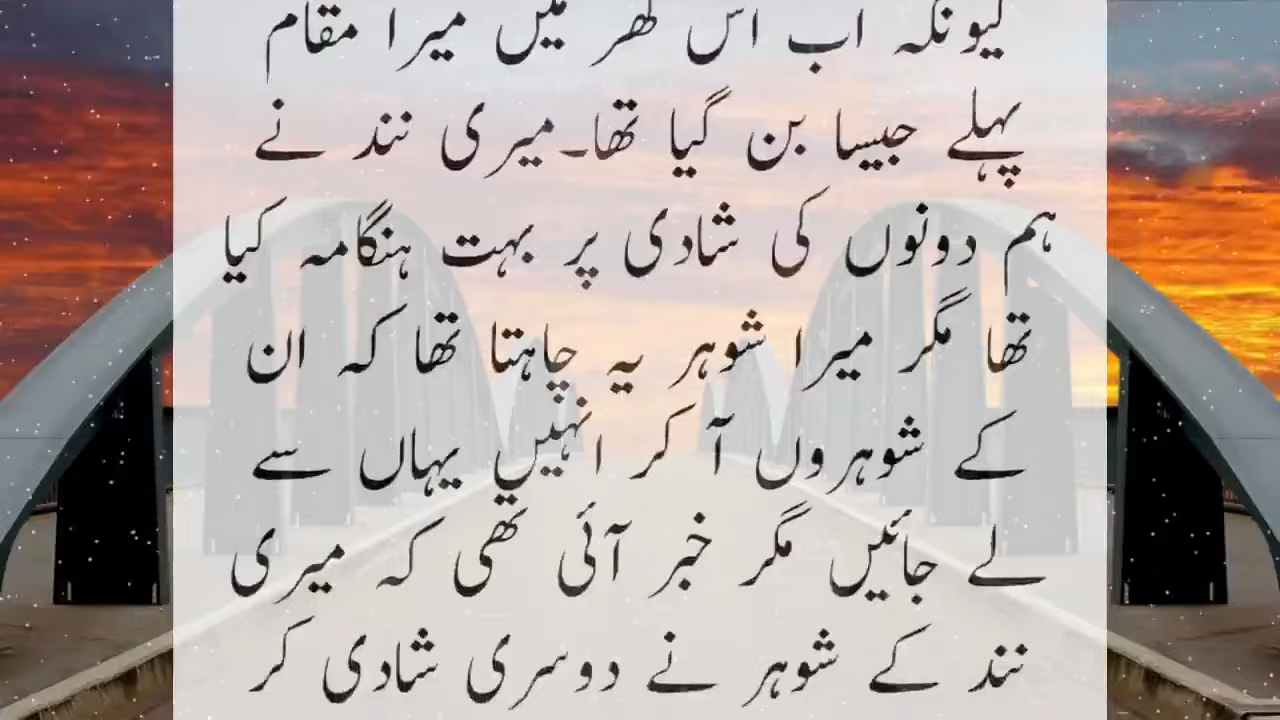 کیونکہ اب اس گھر میں میرا مقام
پہلے جیسا بن گیا تھا۔میری نند نے
ہم دونوں کی شادی پر بہت ہنگامہ کیا
تھا مگر میرا شوہر یہ چاہتا تھا کہ ان
کے شوہروں آ کر انہیں یہاں سے
لے جائیں مگر خبر آئی تھی کہ میری
نند کے شوہر نے دوسری شادی کر